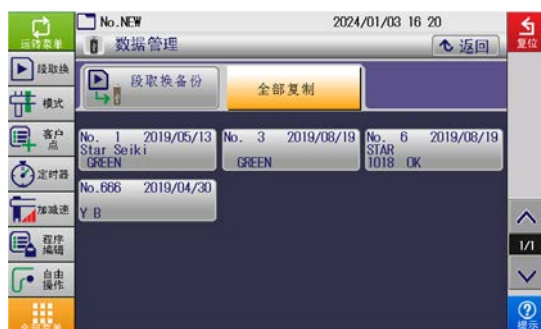 No.NEW 2024/01/03 16 20
运转菜单
数据管理
返回
复位
段取换
段取换备份
全部复制
模式
客户点
No. 1 2019/05/13
Star Seiki
GREEN
No. 3 2019/08/19
GREEN
No. 6 2019/08/19
STAR
1018 OK
定时器
No.666 2019/04/30
Y B
加减速
程序编辑
1/1
自由操作
全部菜单
提示